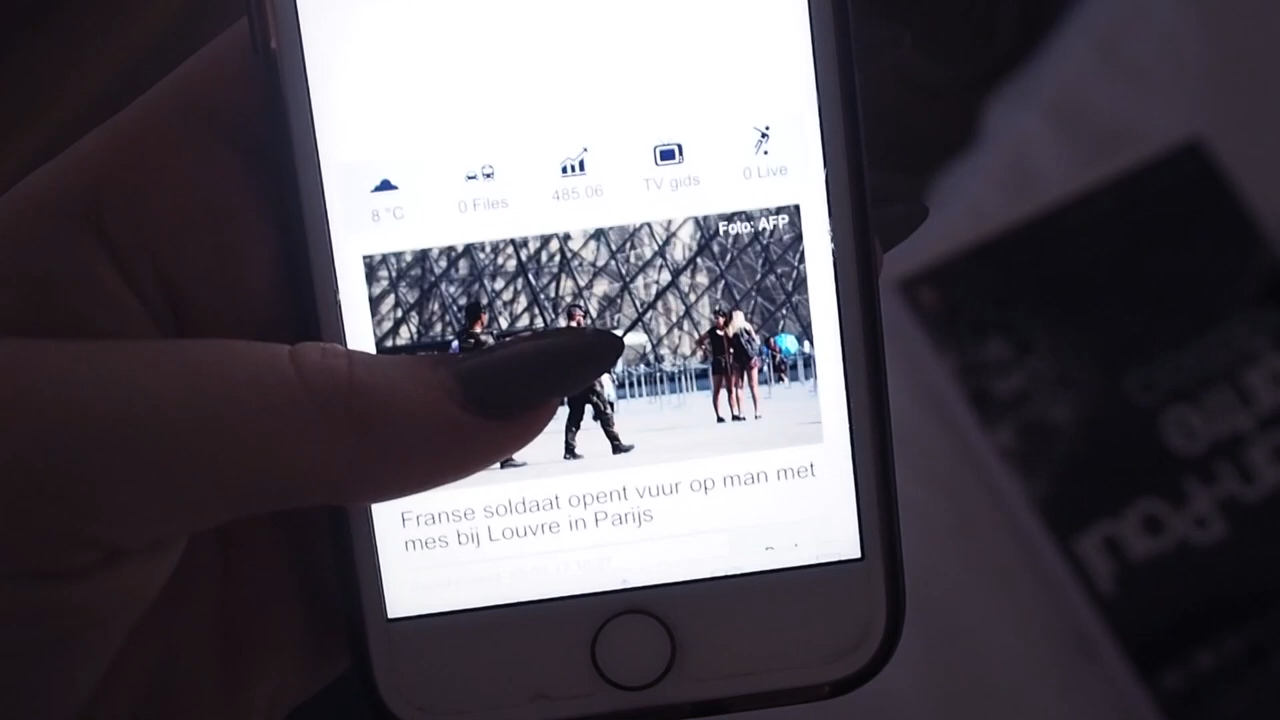 8 °C
0 Files
485.06
TV gids
0 Live
Foto: AFP
Franse soldaat opent vuur op man met
mes bij Louvre in Parijs